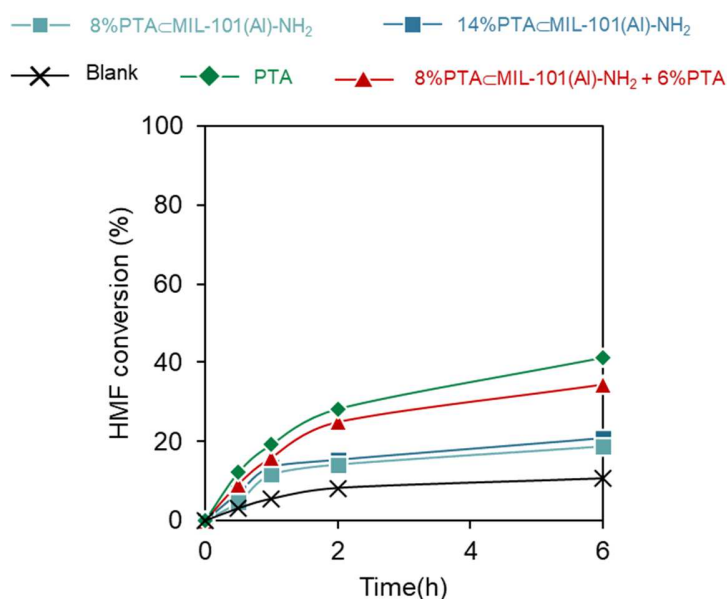 8%PTA⊂MIL-101(Al)-NH₂ 14%PTA⊂MIL-101(Al)-NH₂
Blank PTA 8%PTA⊂MIL-101(Al)-NH₂ + 6%PTA
100
80
60
40
20
0
HMF conversion (%)
0 2 4 6
Time(h)